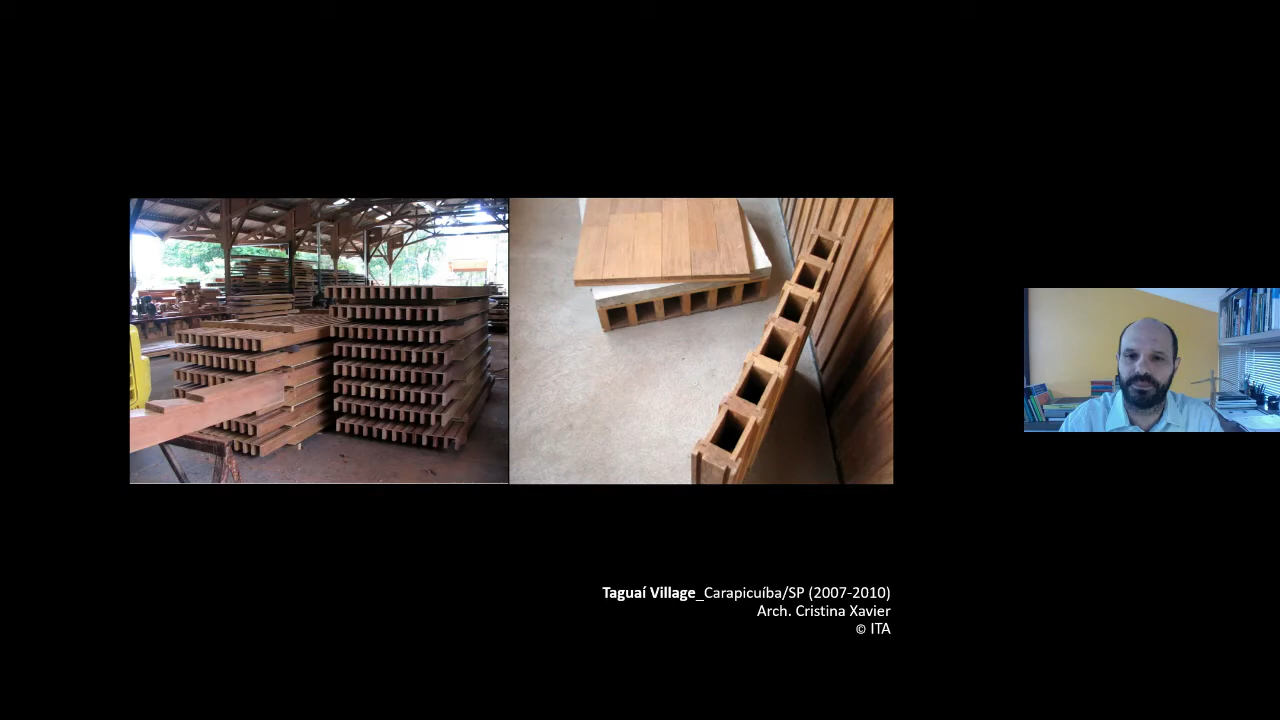 Taguaí Village_Carapicuíba/SP (2007-2010)
Arch. Cristina Xavier
© ITA